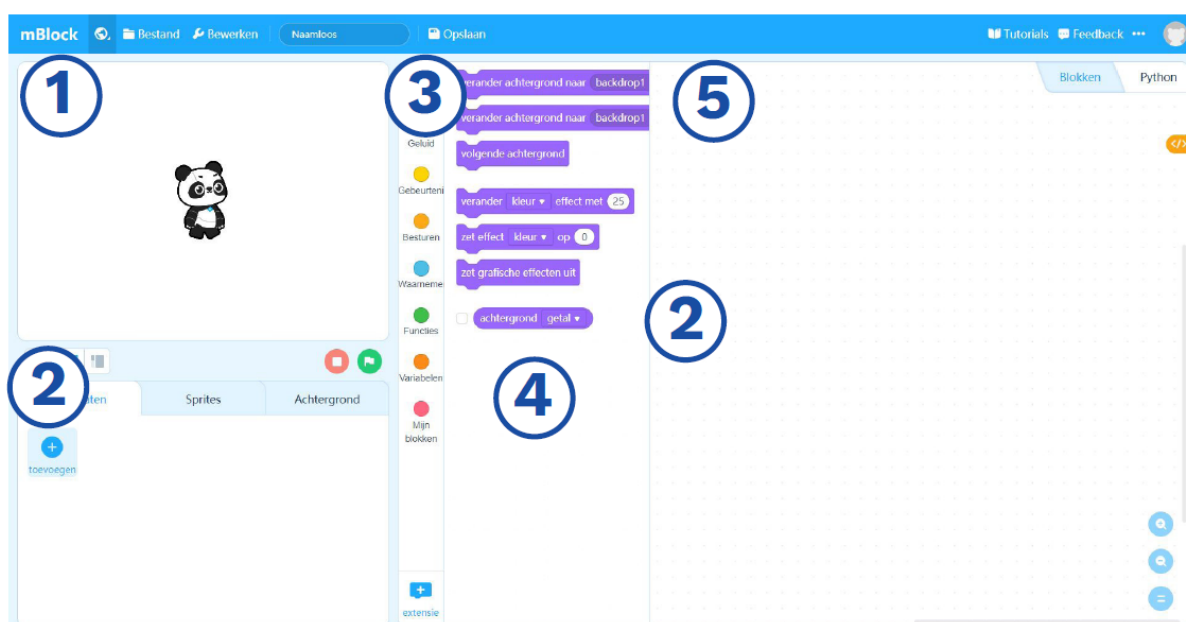 mBlock Bestand Bewerken Naamloos Opslaan Tutorials Feedback
1
2
toevoegen
Sprites
Achtergrond
3
Geluid
Besturen
Functies
Variabelen
Mijn
blokken
extensie
verander achtergrond naar backdrop1
verander achtergrond naar backdrop1
volgende achtergrond
verander kleur effect met 25
zet effect kleur op 0
zet grafische effecten uit
achtergrond getal
4
2
5
Blokken
Python
</>